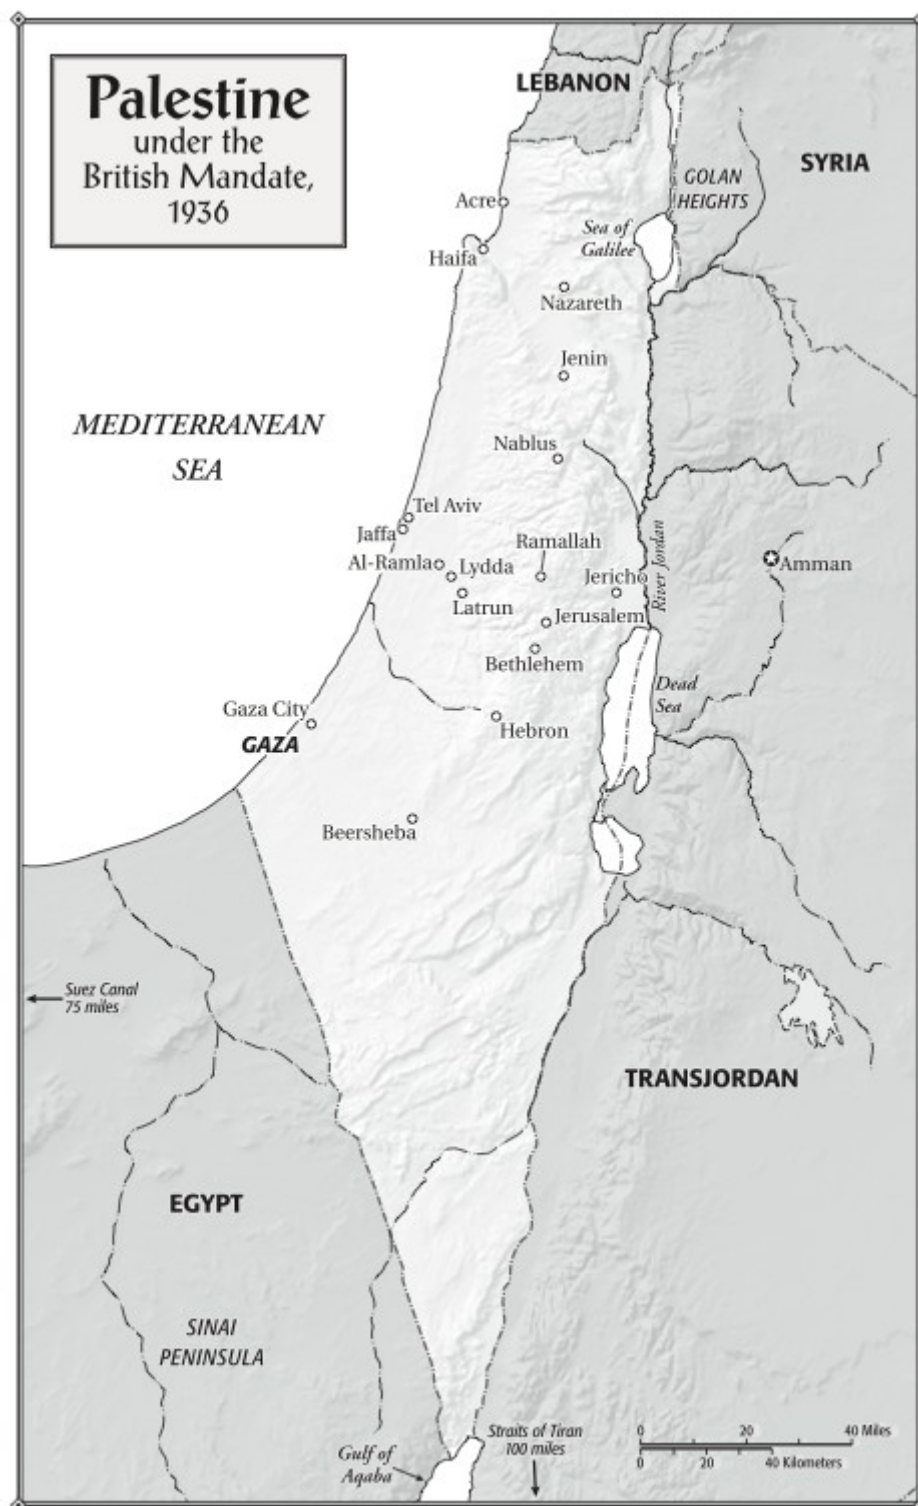 Palestine
under the
British Mandate,
1936
LEBANON
SYRIA
GOLAN
HEIGHTS
Acre
Sea of
Galilee
Haifa
Nazareth
Jenin
MEDITERRANEAN
SEA
Nablus
Tel Aviv
Jaffa
Ramallah
Al-Ramla
Lydda
Jericho
River Jordan
Amman
Latrun
Jerusalem
Bethlehem
Dead
Sea
Gaza City
GAZA
Hebron
Beersheba
Suez Canal
75 miles
TRANSJORDAN
EGYPT
SINAI
PENINSULA
Gulf of
Aqaba
Straits of Tiran
100 miles
0 20 40 Miles
0 20 40 Kilometers